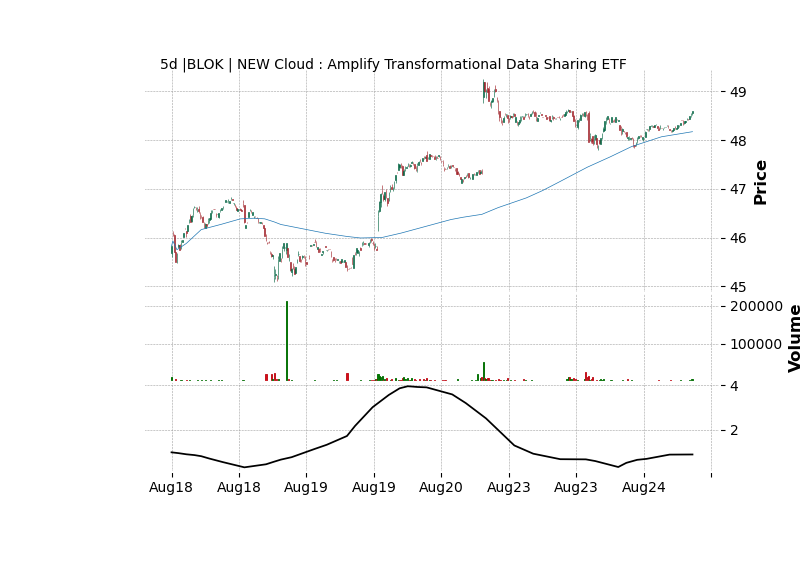 5d |BLOK | NEW Cloud : Amplify Transformational Data Sharing ETF
49
48
47
46
45
Price
200000
100000
Volume
4
2
Aug18 Aug18 Aug19 Aug19 Aug20 Aug23 Aug23 Aug24